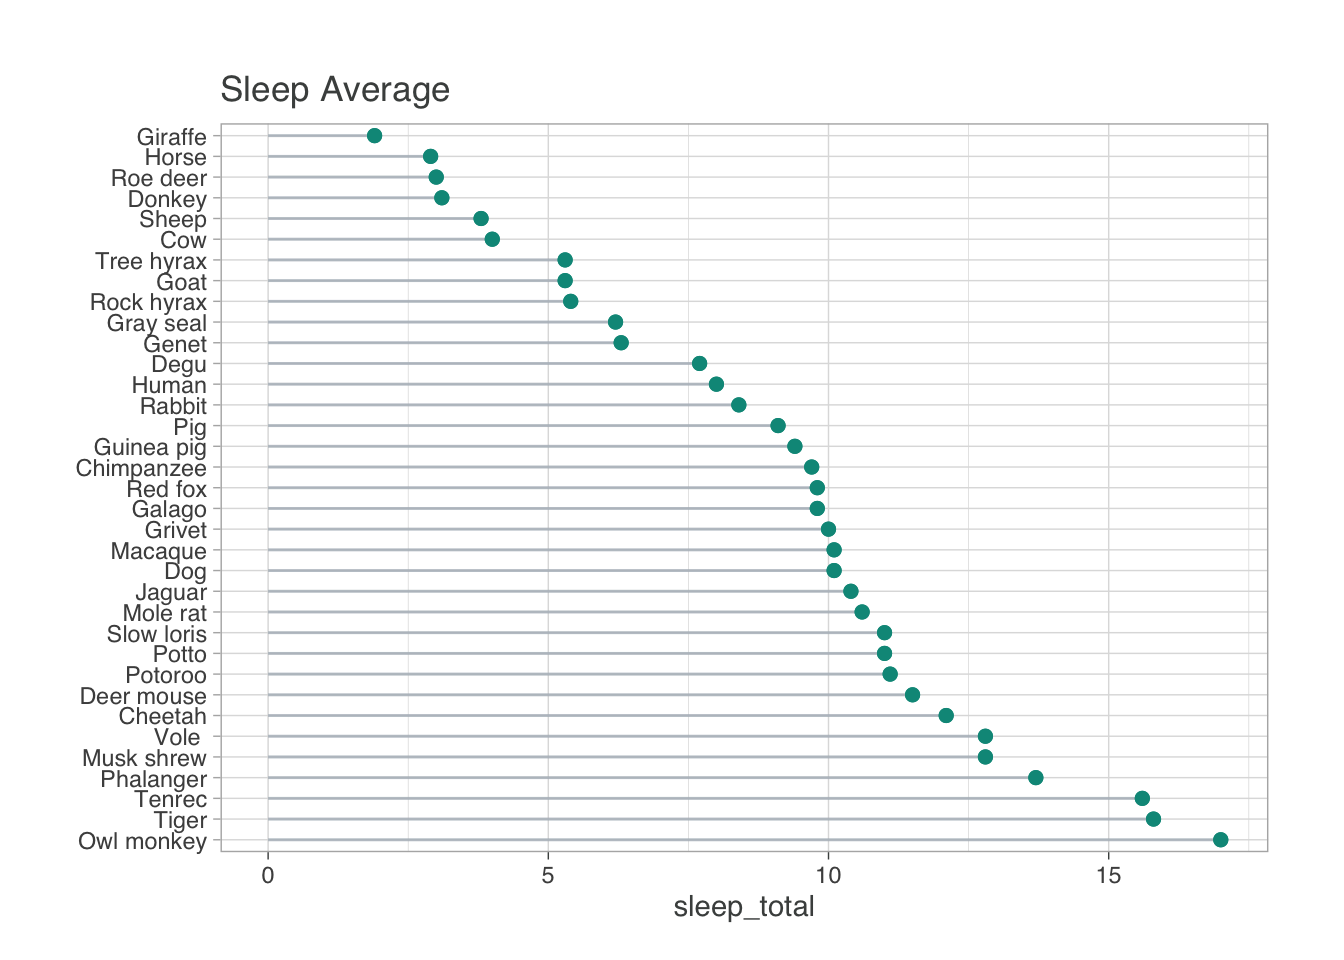 Sleep Average
Giraffe
Horse
Roe deer
Donkey
Sheep
Cow
Tree hyrax
Goat
Rock hyrax
Gray seal
Genet
Degu
Human
Rabbit
Pig
Guinea pig
Chimpanzee
Red fox
Galago
Grivet
Macaque
Dog
Jaguar
Mole rat
Slow loris
Potto
Potoroo
Deer mouse
Cheetah
Vole
Musk shrew
Phalanger
Tenrec
Tiger
Owl monkey
0 5 10 15
sleep_total